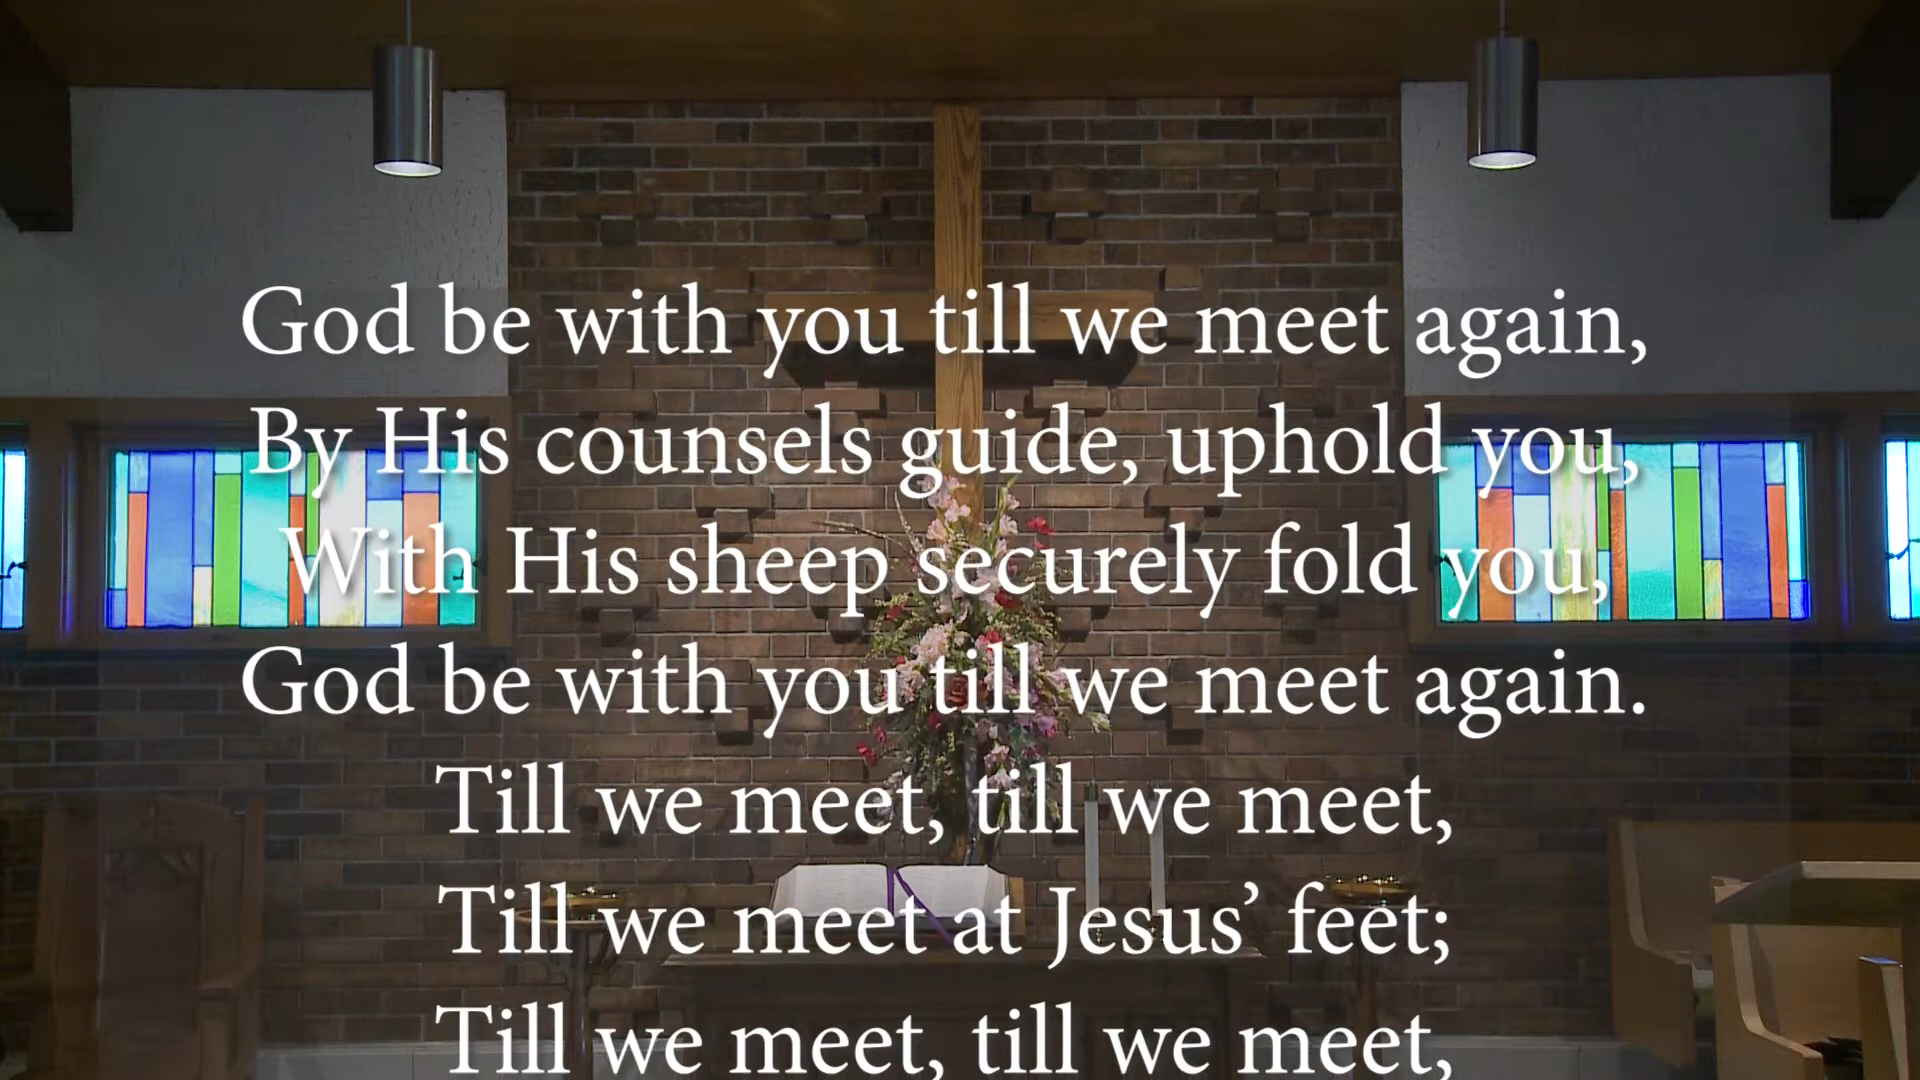 God be with you till we meet again,
By His counsels guide, uphold you,
With His sheep securely fold you,
God be with you till we meet again.
Till we meet, till we meet,
Till we meet at Jesus’ feet;
Till we meet, till we meet,